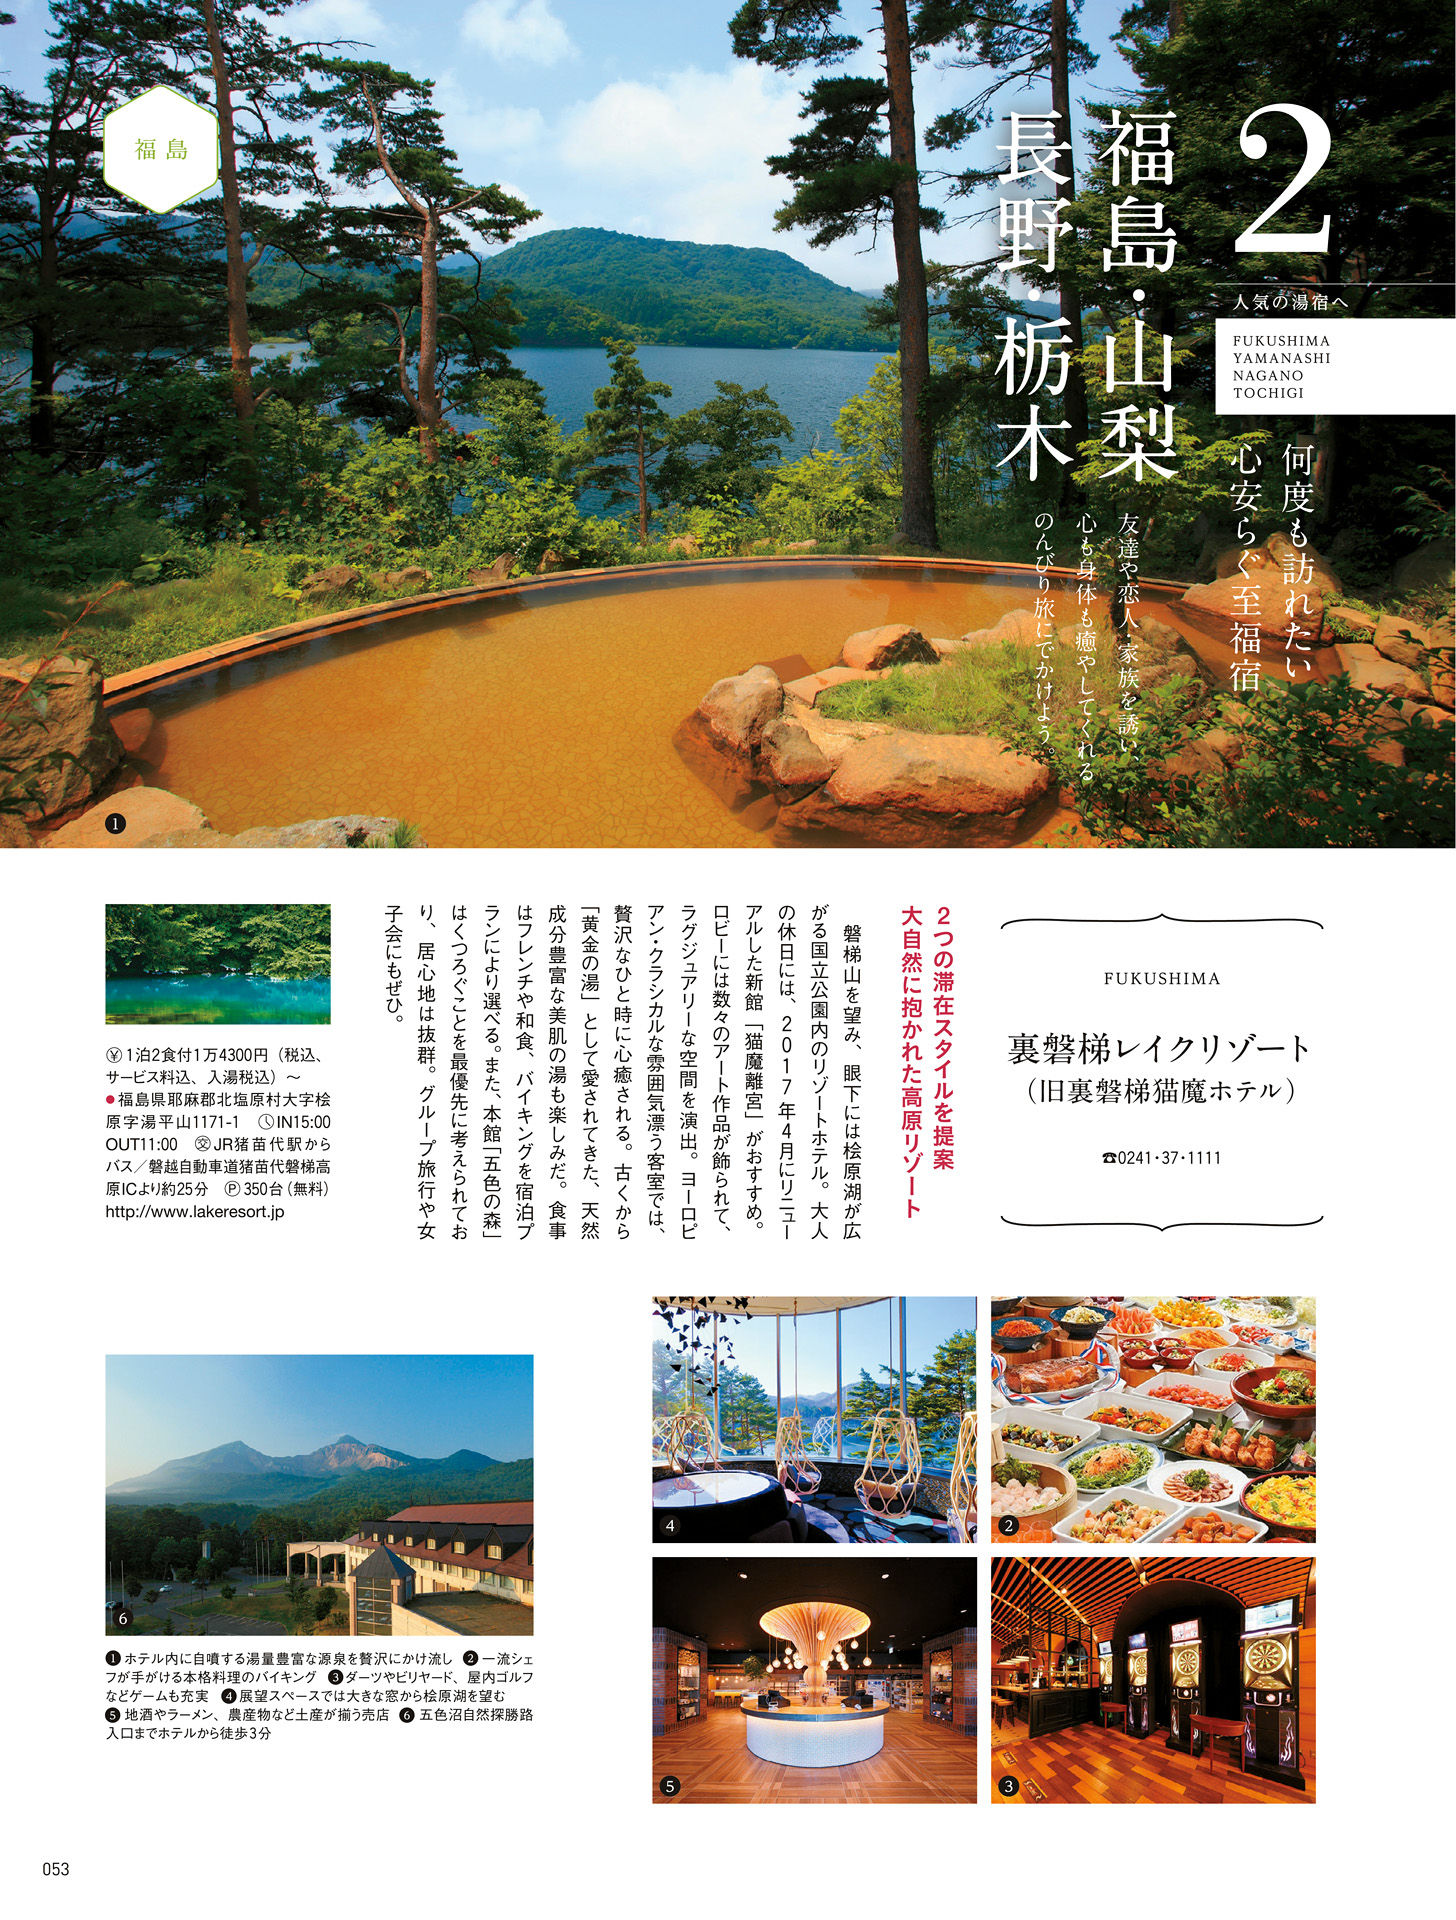 福島
2
人気の湯宿へ
FUKUSHIMA
YAMANASHI
NAGANO
TOCHIGI
何度も訪れたい
心安らぐ至福宿
福島・山梨
長野・栃木
友達や恋人・家族を誘い、
心も身体も癒やしてくれる
のんびり旅にでかけよう。
1
FUKUSHIMA
裏磐梯レイクリゾート
（旧裏磐梯猫魔ホテル）
☎0241・37・1111
2つの滞在スタイルを提案
大自然に抱かれた高原リゾート
磐梯山を望み、眼下には桧原湖が広
がる国立公園内のリゾートホテル。大人
の休日には、2017年4月にリニュー
アルした新館「猫魔離宮」がおすすめ。
ロビーには数々のアート作品が飾られて、
ラグジュアリーな空間を演出。ヨーロピ
アン・クラシカルな雰囲気漂う客室では、
贅沢なひと時に心癒される。古くから
「黄金の湯」として愛されてきた、天然
成分豊富な美肌の湯も楽しみだ。食事
はフレンチや和食、バイキングを宿泊プ
ランにより選べる。また、本館「五色の森」
はくつろぐことを最優先に考えられてお
り、居心地は抜群。グループ旅行や女
子会にもぜひ。
¥1泊2食付1万4300円（税込、
サービス料込、入湯税込）～
●福島県耶麻郡北塩原村大字桧
原字湯平山1171-1 IN15:00
OUT11:00 交JR猪苗代駅から
バス／磐越自動車道猪苗代磐梯高
原ICより約25分 Ⓟ350台（無料）
http://www.lakeresort.jp
4
2
5
3
6
❶ホテル内に自噴する湯量豊富な源泉を贅沢にかけ流し ❷一流シェ
フが手がける本格料理のバイキング ❸ダーツやビリヤード、屋内ゴルフ
などゲームも充実 ❹展望スペースでは大きな窓から桧原湖を望む
❺地酒やラーメン、農産物など土産が揃う売店 ❻五色沼自然探勝路
入口までホテルから徒歩3分
053